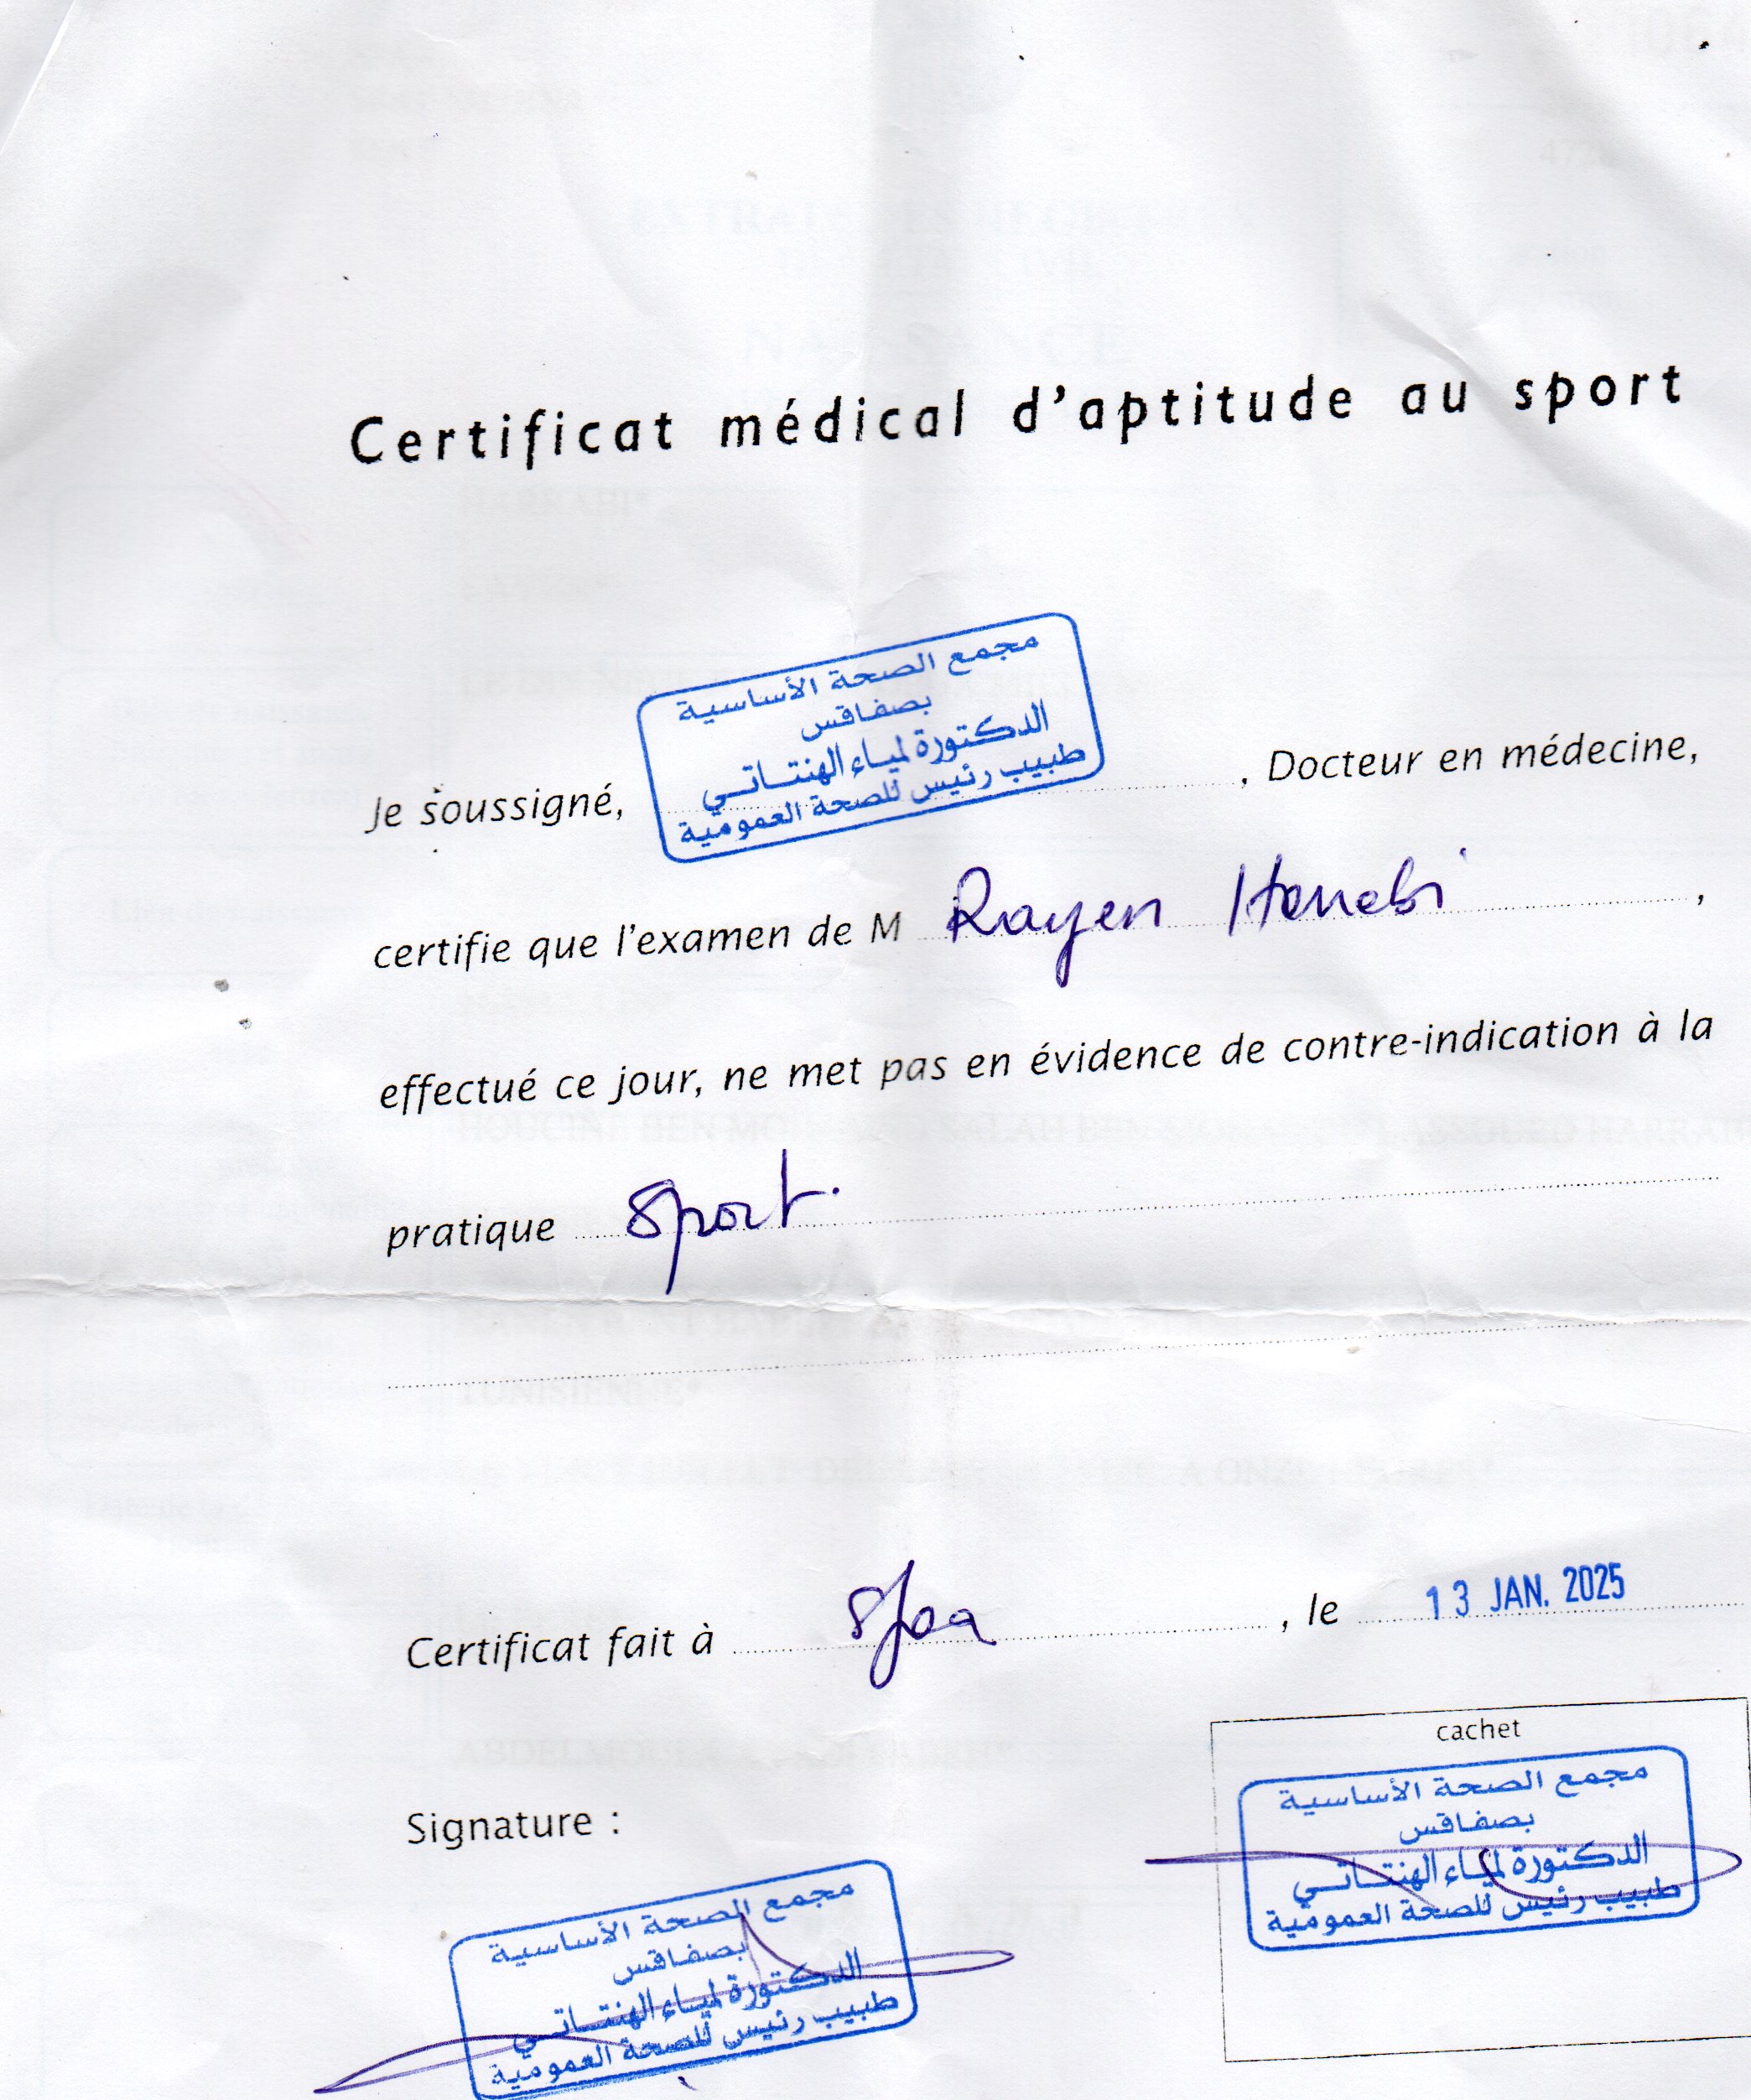 Certificat médical d'aptitude au sport
مجمع الصحة الأساسية
بصفاقس
الدكتورة لمياء الهنتاتي
طبيب رئيس للصحة العمومية
Je soussigné, , Docteur en médecine,
certifie que l'examen de M Rayen ,
effectué ce jour, ne met pas en évidence de contre-indication à la
pratique Sport.
Certificat fait à , le 13 JAN. 2025
cachet
مجمع الصحة الأساسية
بصفاقس
الدكتورة لمياء الهنتاتي
طبيب رئيس للصحة العمومية
Signature :
مجمع الصحة الأساسية
بصفاقس
الدكتورة لمياء الهنتاتي
طبيب رئيس للصحة العمومية